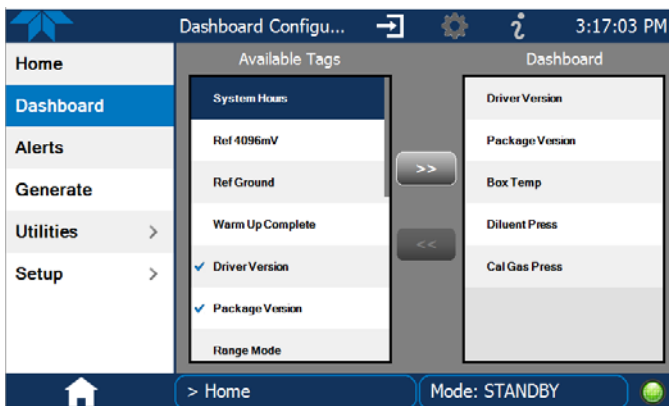 Dashboard Configu... 3:17:03 PM
Home
Dashboard
Alerts
Generate
Utilities >
Setup >
Available Tags
System Hours
Ref 4096mV
Ref Ground
Warm Up Complete
Driver Version
Package Version
Range Mode
>>
<<
Dashboard
Driver Version
Package Version
Box Temp
Diluent Press
Cal Gas Press
> Home
Mode: STANDBY